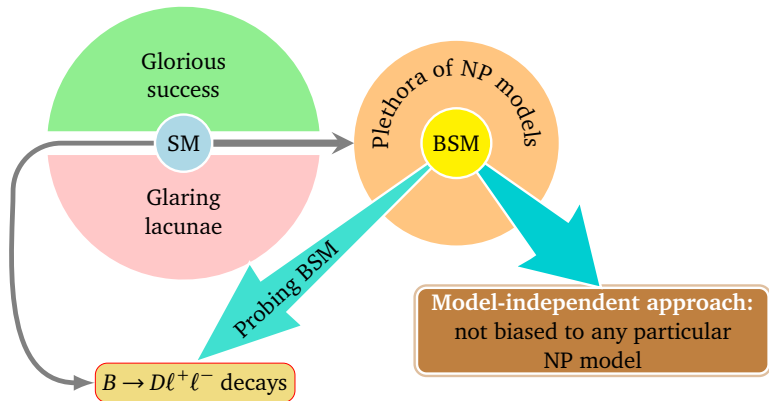 Glorious
success
SM
Glaring
lacunae
Plethora of NP models
BSM
Probing BSM
Model-independent approach:
not biased to any particular
NP model
B → Dℓ⁺ℓ⁻ decays